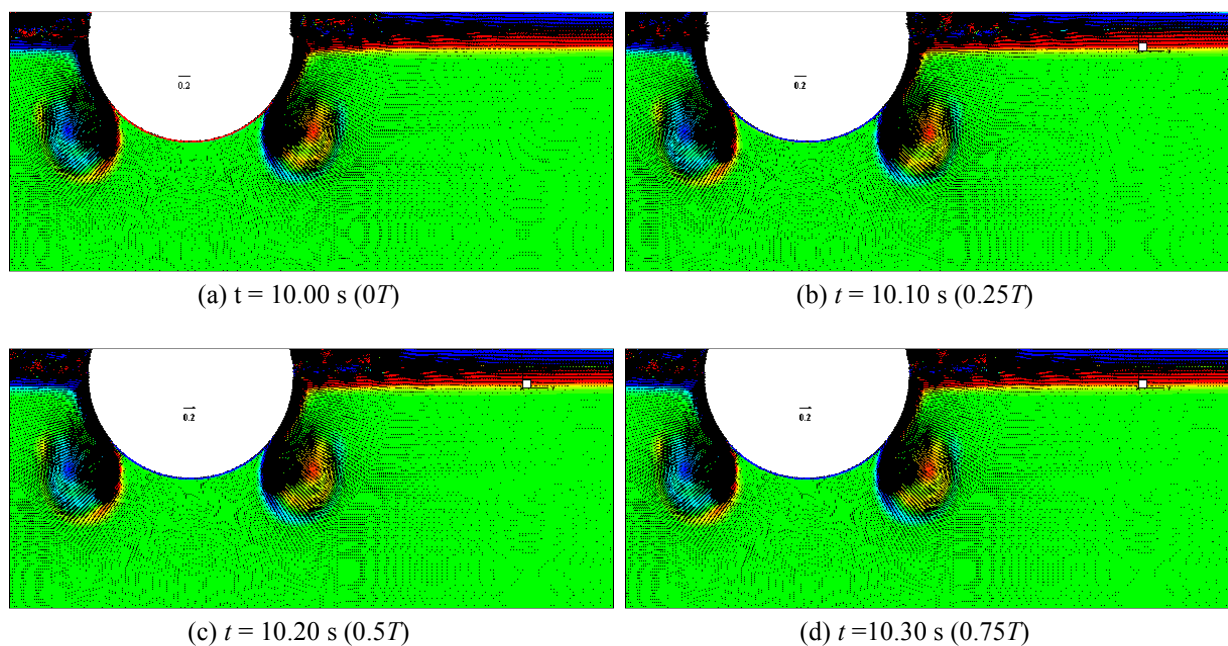 0.2
0.2
(a) t = 10.00 s (0T)
(b) t = 10.10 s (0.25T)
0.2
0.2
(c) t = 10.20 s (0.5T)
(d) t =10.30 s (0.75T)